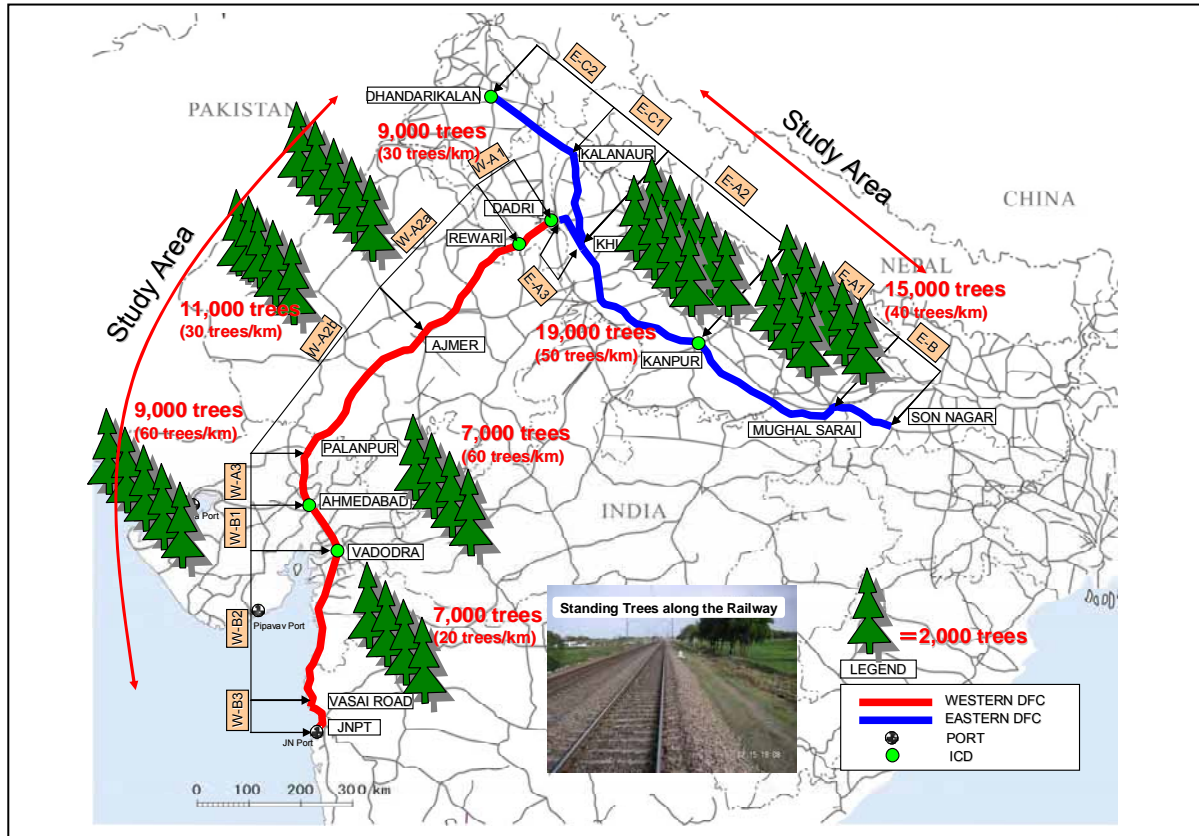 E-C2
DHANDARIKALAN
PAKISTAN
9,000 trees
(30 trees/km)
E-C1
KALANAUR
Study Area
W-A1
E-A2
CHINA
DADRI
W-A2a
REWARI
KHU
NEPAL
E-A3
E-A1
15,000 trees
(40 trees/km)
Study Area
11,000 trees
(30 trees/km)
W-A2b
AJMER
19,000 trees
(50 trees/km)
KANPUR
E-B
9,000 trees
(60 trees/km)
SON NAGAR
MUGHAL SARAI
7,000 trees
(60 trees/km)
PALANPUR
W-A3
AHMEDABAD
a Port
INDIA
W-B1
VADODRA
Standing Trees along the Railway
7,000 trees
(20 trees/km)
W-B2
Pipavav Port
=2,000 trees
LEGEND
VASAI ROAD
W-B3
JNPT
JN Port
WESTERN DFC
EASTERN DFC
PORT
ICD
0 100 200 300 km